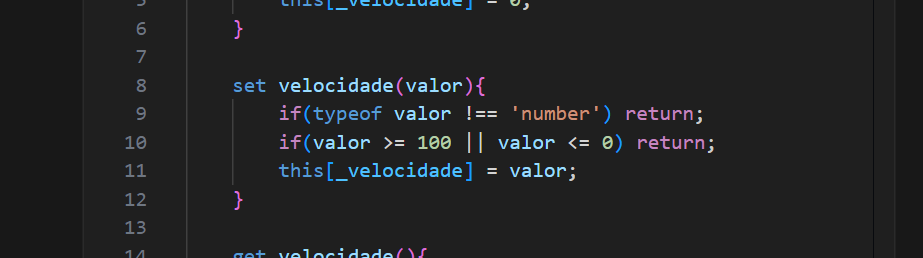 5 this[_velocidade] = 0;
6 }
7
8 set velocidade(valor){
9 if(typeof valor !== 'number') return;
10 if(valor >= 100 || valor <= 0) return;
11 this[_velocidade] = valor;
12 }
13
14 get velocidade(){